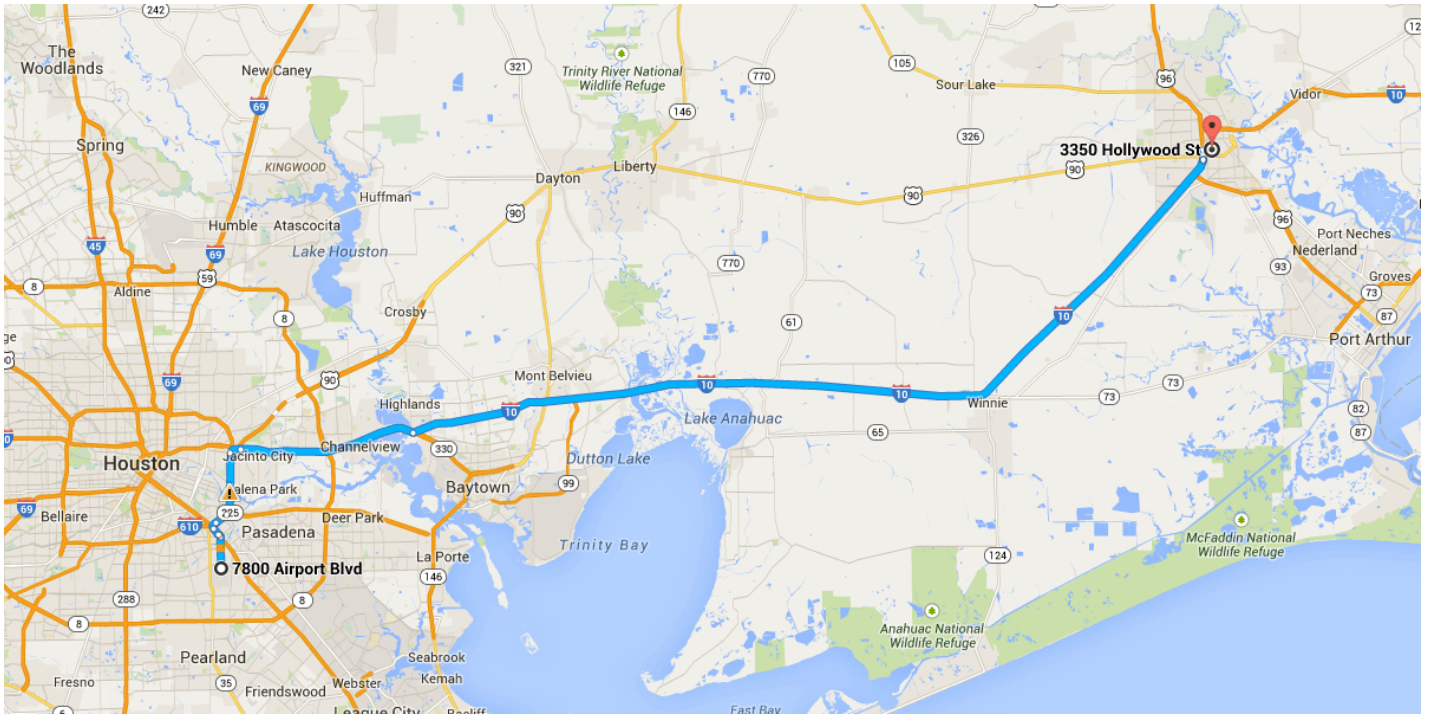 242
The
Woodlands
New Caney
321
Trinity River National
Wildlife Refuge
770
105
Sour Lake
96
10
Vidor
69
146
326
Spring
KINGWOOD
Liberty
3350 Hollywood St
90
Dayton
Huffman
90
90
96
Humble
Atascocita
Port Neches
Nederland
45
69
Lake Houston
59
770
93
Groves
8
Aldine
73
8
Crosby
61
10
87
Port Arthur
69
90
Mont Belvieu
10
10
73
73
Highlands
10
Winnie
82
Lake Anahuac
65
87
Channelview
330
Jacinto City
Houston
Dutton Lake
Baytown
99
alena Park
69
225
Bellaire
610
Deer Park
Pasadena
McFaddin National
Wildlife Refuge
Trinity Bay
La Porte
124
7800 Airport Blvd
146
288
8
8
Anahuac National
Wildlife Refuge
Pearland
Seabrook
Kemah
Fresno
35
Webster
Friendswood
League City
East Bay